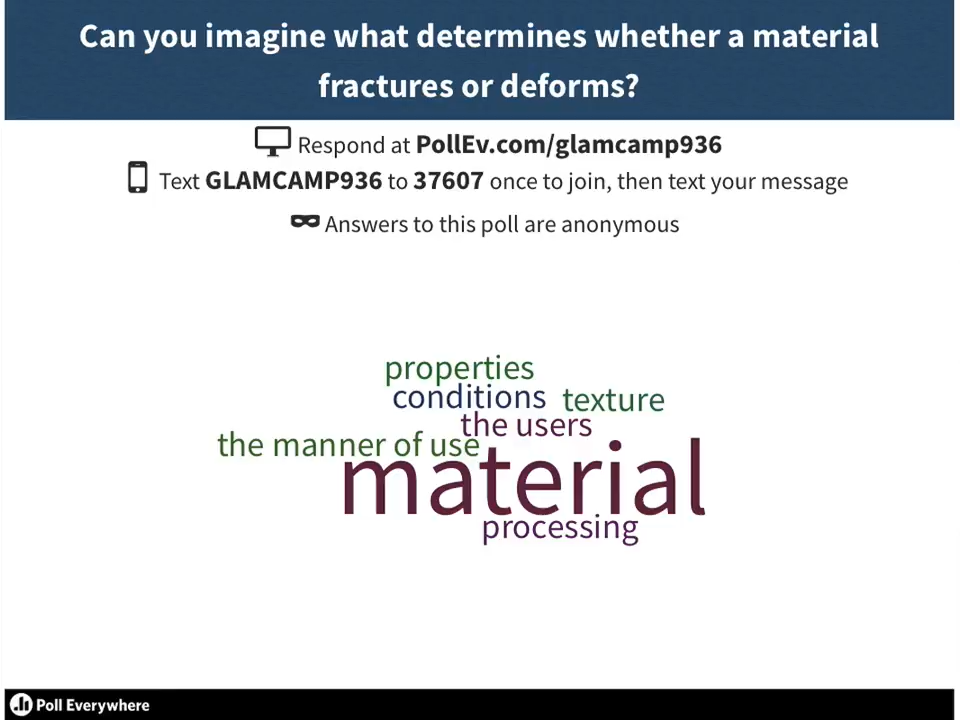 Can you imagine what determines whether a material
fractures or deforms?
Respond at PollEv.com/glamcamp936
Text GLAMCAMP936 to 37607 once to join, then text your message
Answers to this poll are anonymous
properties
conditions
texture
the users
the manner of use
material
processing
Poll Everywhere